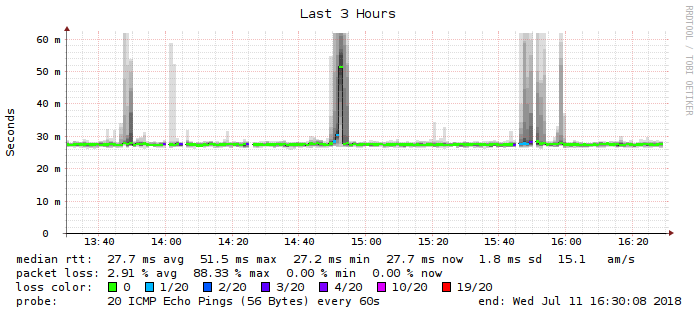 Last 3 Hours
RRDTOOL / TOBI OETIKER
Seconds
60 m
50 m
40 m
30 m
20 m
10 m
0
13:40 14:00 14:20 14:40 15:00 15:20 15:40 16:00 16:20
median rtt: 27.7 ms avg 51.5 ms max 27.2 ms min 27.7 ms now 1.8 ms sd 15.1 am/s
packet loss: 2.91 % avg 88.33 % max 0.00 % min 0.00 % now
loss color: 0 1/20 2/20 3/20 4/20 10/20 19/20
probe: 20 ICMP Echo Pings (56 Bytes) every 60s end: Wed Jul 11 16:30:08 2018